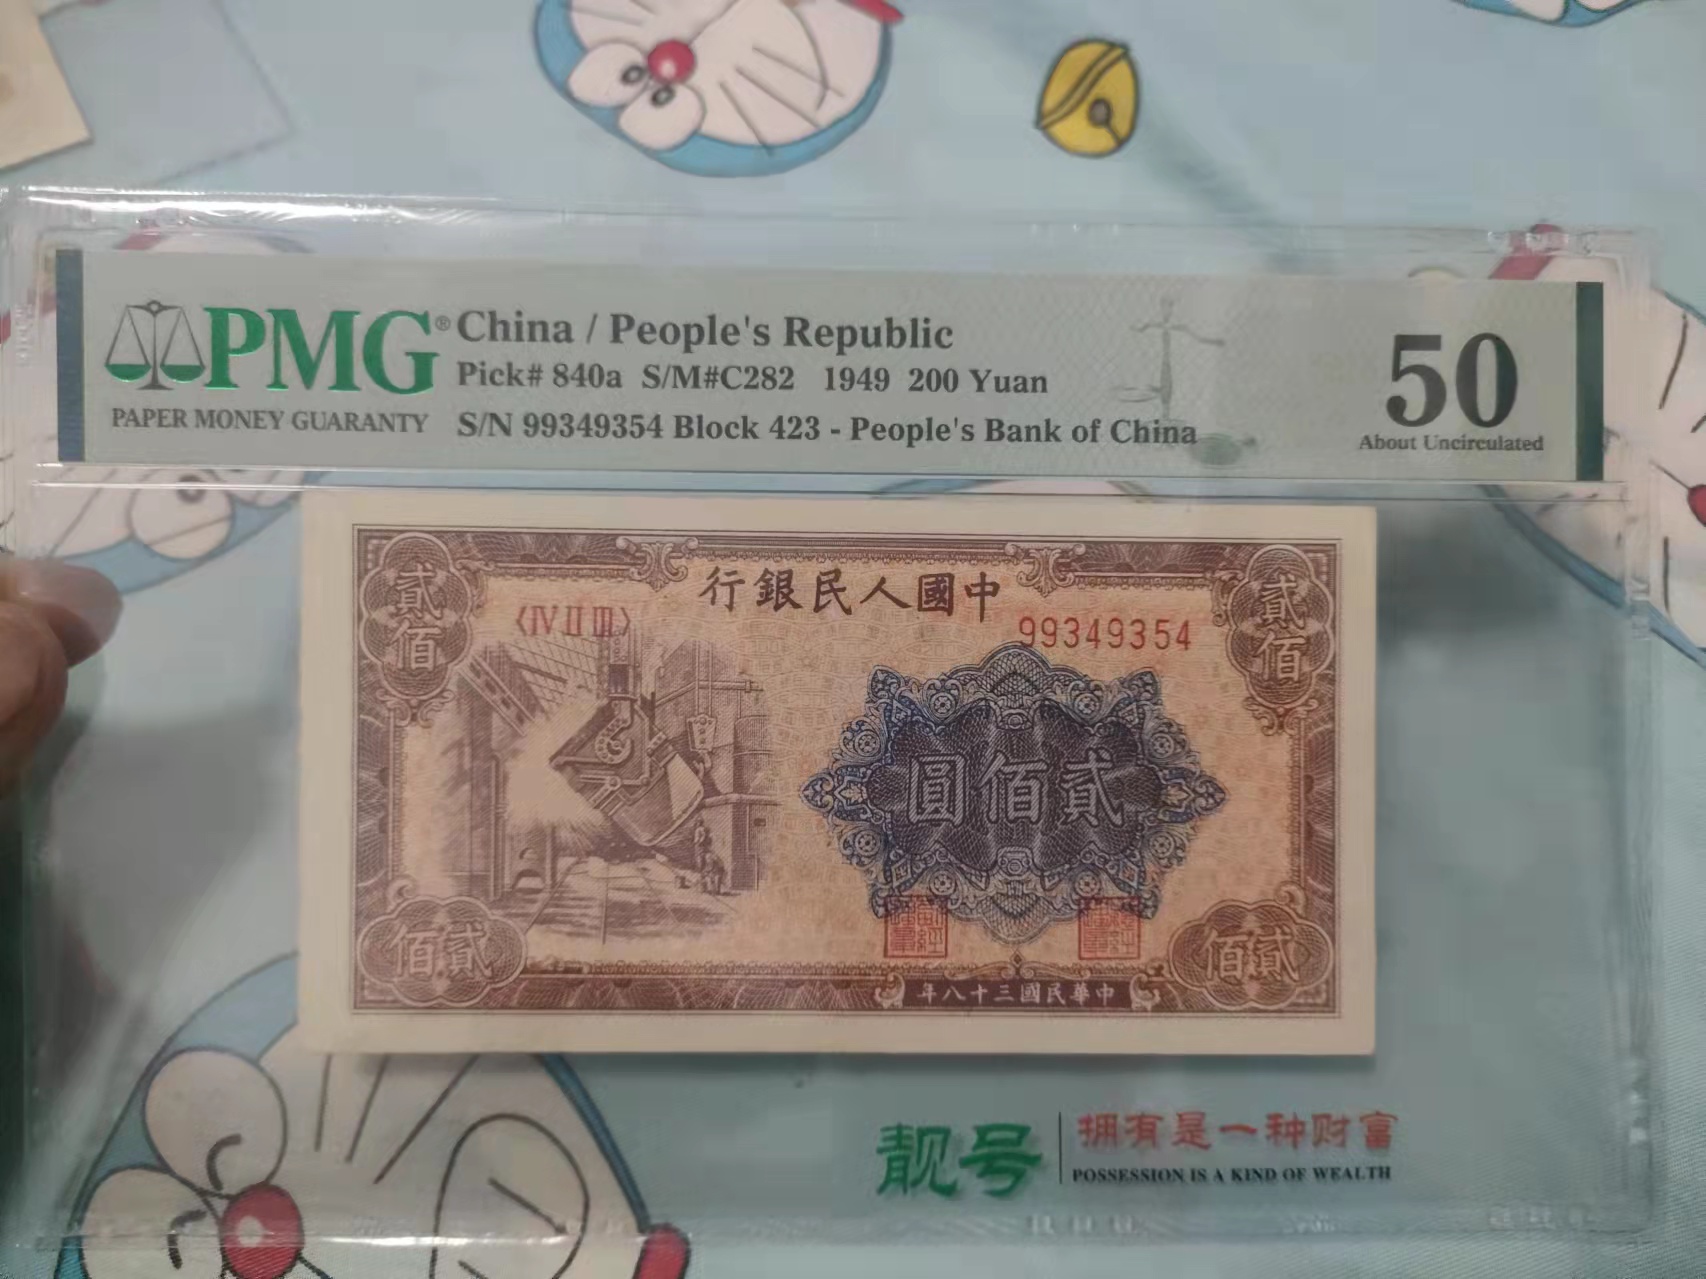 PMG®
PAPER MONEY GUARANTY
China / People's Republic
Pick# 840a S/M#C282 1949 200 Yuan
S/N 99349354 Block 423 - People's Bank of China
50
About Uncirculated
行銀民人國中
〈IV II III〉
99349354
貳佰
貳佰
圓佰貳
佰貳
佰貳
年八十三國民華中
靓号
拥有是一种财富
POSSESSION IS A KIND OF WEALTH